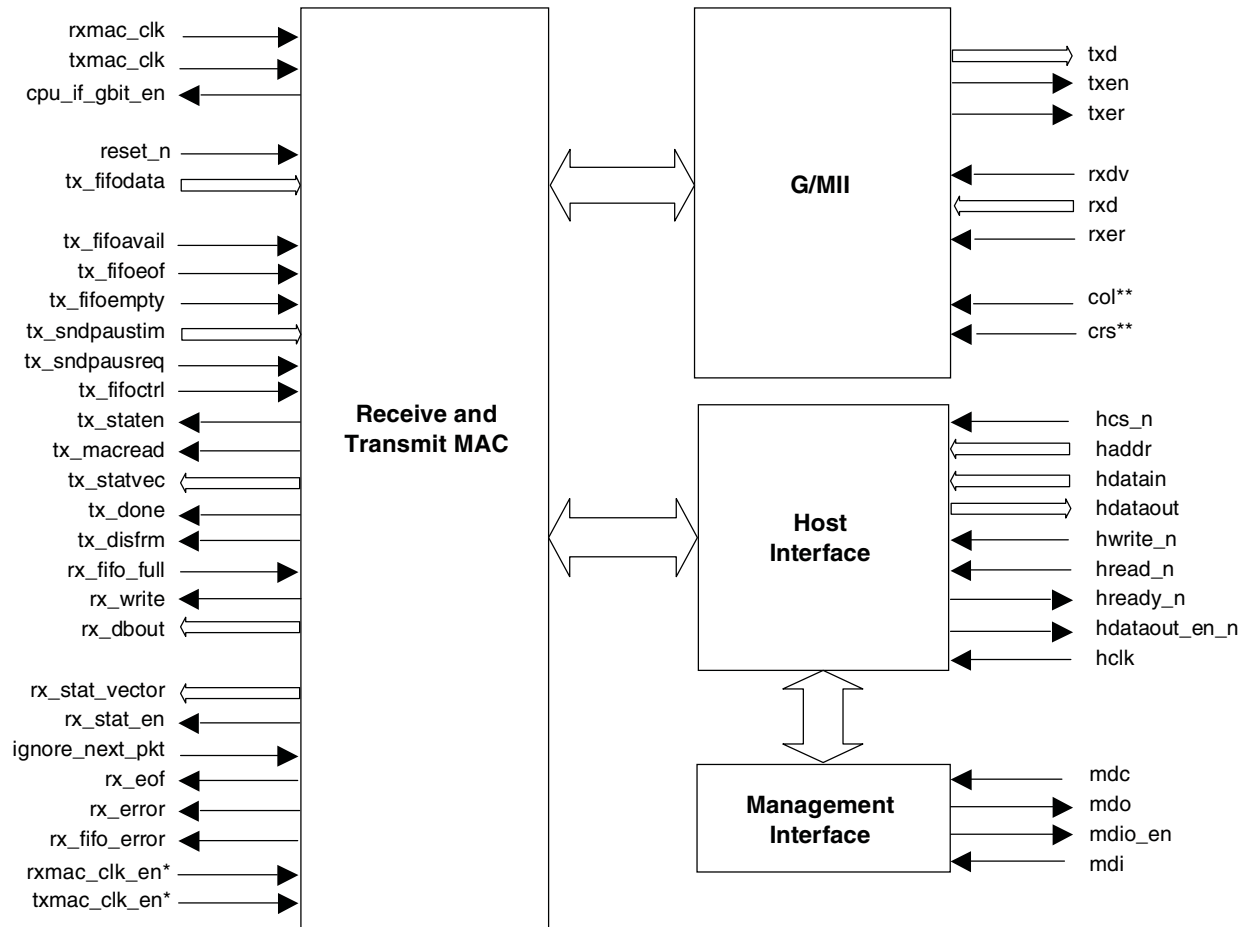 rxmac_clk
txmac_clk
cpu_if_gbit_en
reset_n
tx_fifodata
tx_fifoavail
tx_fifoeof
tx_fifoempty
tx_sndpaustim
tx_sndpausreq
tx_fifoctrl
tx_staten
tx_macread
tx_statvec
tx_done
tx_disfrm
rx_fifo_full
rx_write
rx_dbout
rx_stat_vector
rx_stat_en
ignore_next_pkt
rx_eof
rx_error
rx_fifo_error
rxmac_clk_en*
txmac_clk_en*
Receive and
Transmit MAC
G/MII
txd
txen
txer
rxdv
rxd
rxer
col**
crs**
Host
Interface
hcs_n
haddr
hdatain
hdataout
hwrite_n
hread_n
hready_n
hdataout_en_n
hclk
Management
Interface
mdc
mdo
mdio_en
mdi